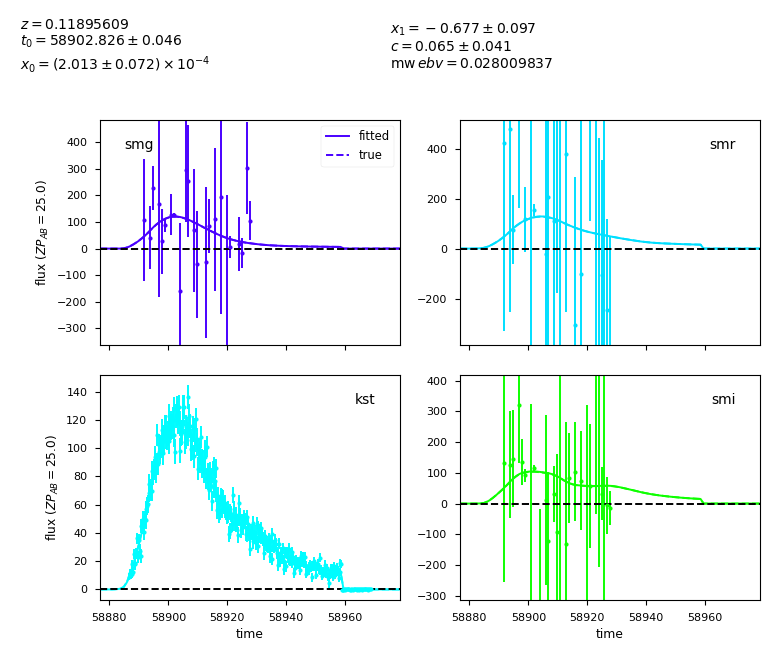 z = 0.11895609
t₀ = 58902.826 ± 0.046
x₀ = (2.013 ± 0.072) × 10⁻⁴
x₁ = −0.677 ± 0.097
c = 0.065 ± 0.041
mw ebv = 0.028009837
smg
fitted
true
400
300
200
100
0
−100
−200
−300
flux (ZP_AB = 25.0)
smr
400
200
0
−200
kst
140
120
100
80
60
40
20
0
flux (ZP_AB = 25.0)
58880 58900 58920 58940 58960
time
smi
400
300
200
100
0
−100
−200
−300
58880 58900 58920 58940 58960
time